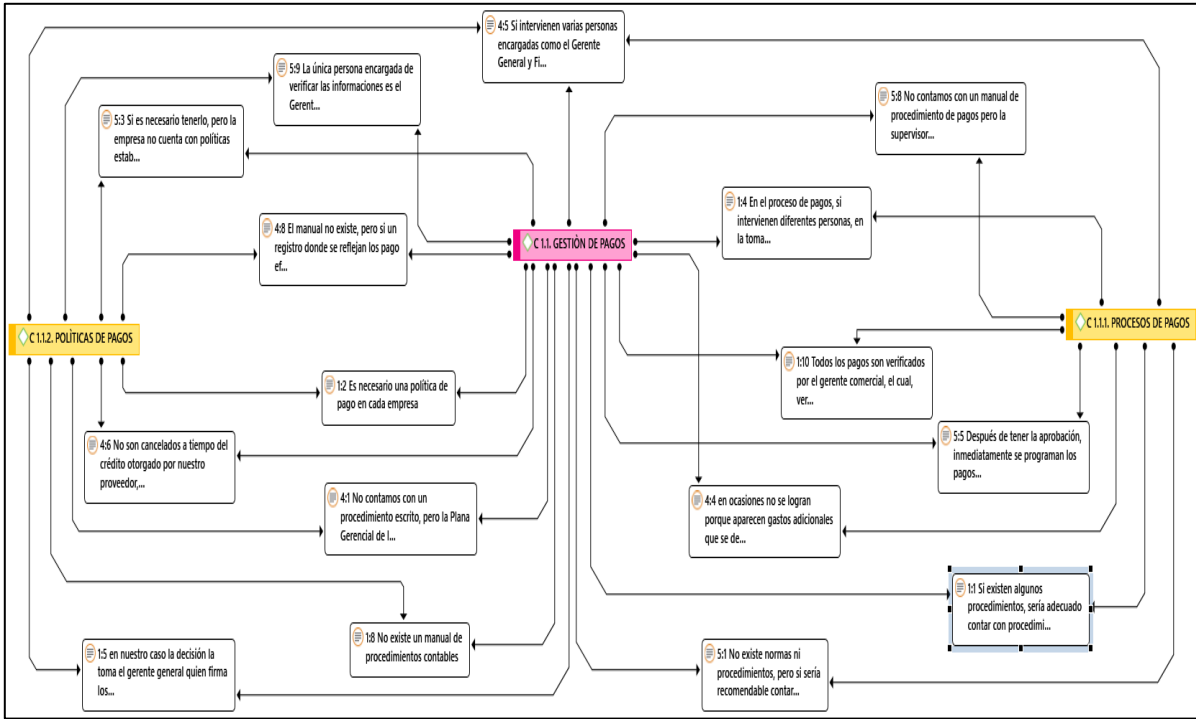 4:5 Si intervienen varias personas
encargadas como el Gerente
General y Fi...
5:9 La única persona encargada de
verificar las informaciones es el
Gerent...
5:8 No contamos con un manual de
procedimiento de pagos pero la
supervisor...
5:3 Si es necesario tenerlo, pero la
empresa no cuenta con políticas
estab...
1:4 En el proceso de pagos, si
intervienen diferentes personas, en
la toma...
4:8 El manual no existe, pero si un
registro donde se reflejan los pago
ef...
C 1.1. GESTIÒN DE PAGOS
C 1.1.2. POLÌTICAS DE PAGOS
C 1.1.1. PROCESOS DE PAGOS
1:10 Todos los pagos son verificados
por el gerente comercial, el cual,
ver...
1:2 Es necesario una política de
pago en cada empresa
4:6 No son cancelados a tiempo del
crédito otorgado por nuestro
proveedor,...
5:5 Después de tener la aprobación,
inmediatamente se programan los
pagos...
4:1 No contamos con un
procedimiento escrito, pero la Plana
Gerencial de l...
4:4 en ocasiones no se logran
porque aparecen gastos adicionales
que se de...
1:1 Si existen algunos
procedimientos, sería adecuado
contar con procedimi...
1:8 No existe un manual de
procedimientos contables
1:5 en nuestro caso la decisión la
toma el gerente general quien firma
los...
5:1 No existe normas ni
procedimientos, pero si sería
recomendable contar...